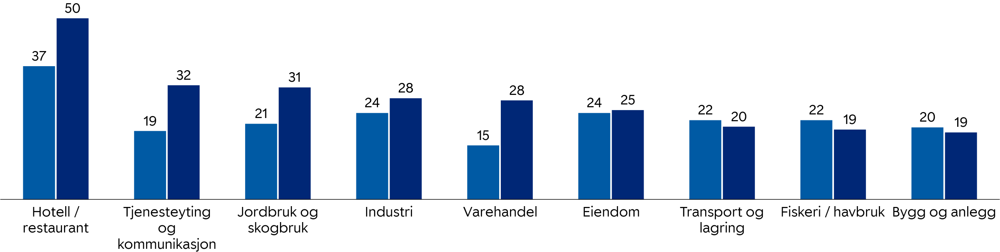 37 50
19 32
21 31
24 28
15 28
24 25
22 20
22 19
20 19
Hotell /
restaurant
Tjenesteyting
og
kommunikasjon
Jordbruk og
skogbruk
Industri
Varehandel
Eiendom
Transport og
lagring
Fiskeri / havbruk
Bygg og anlegg